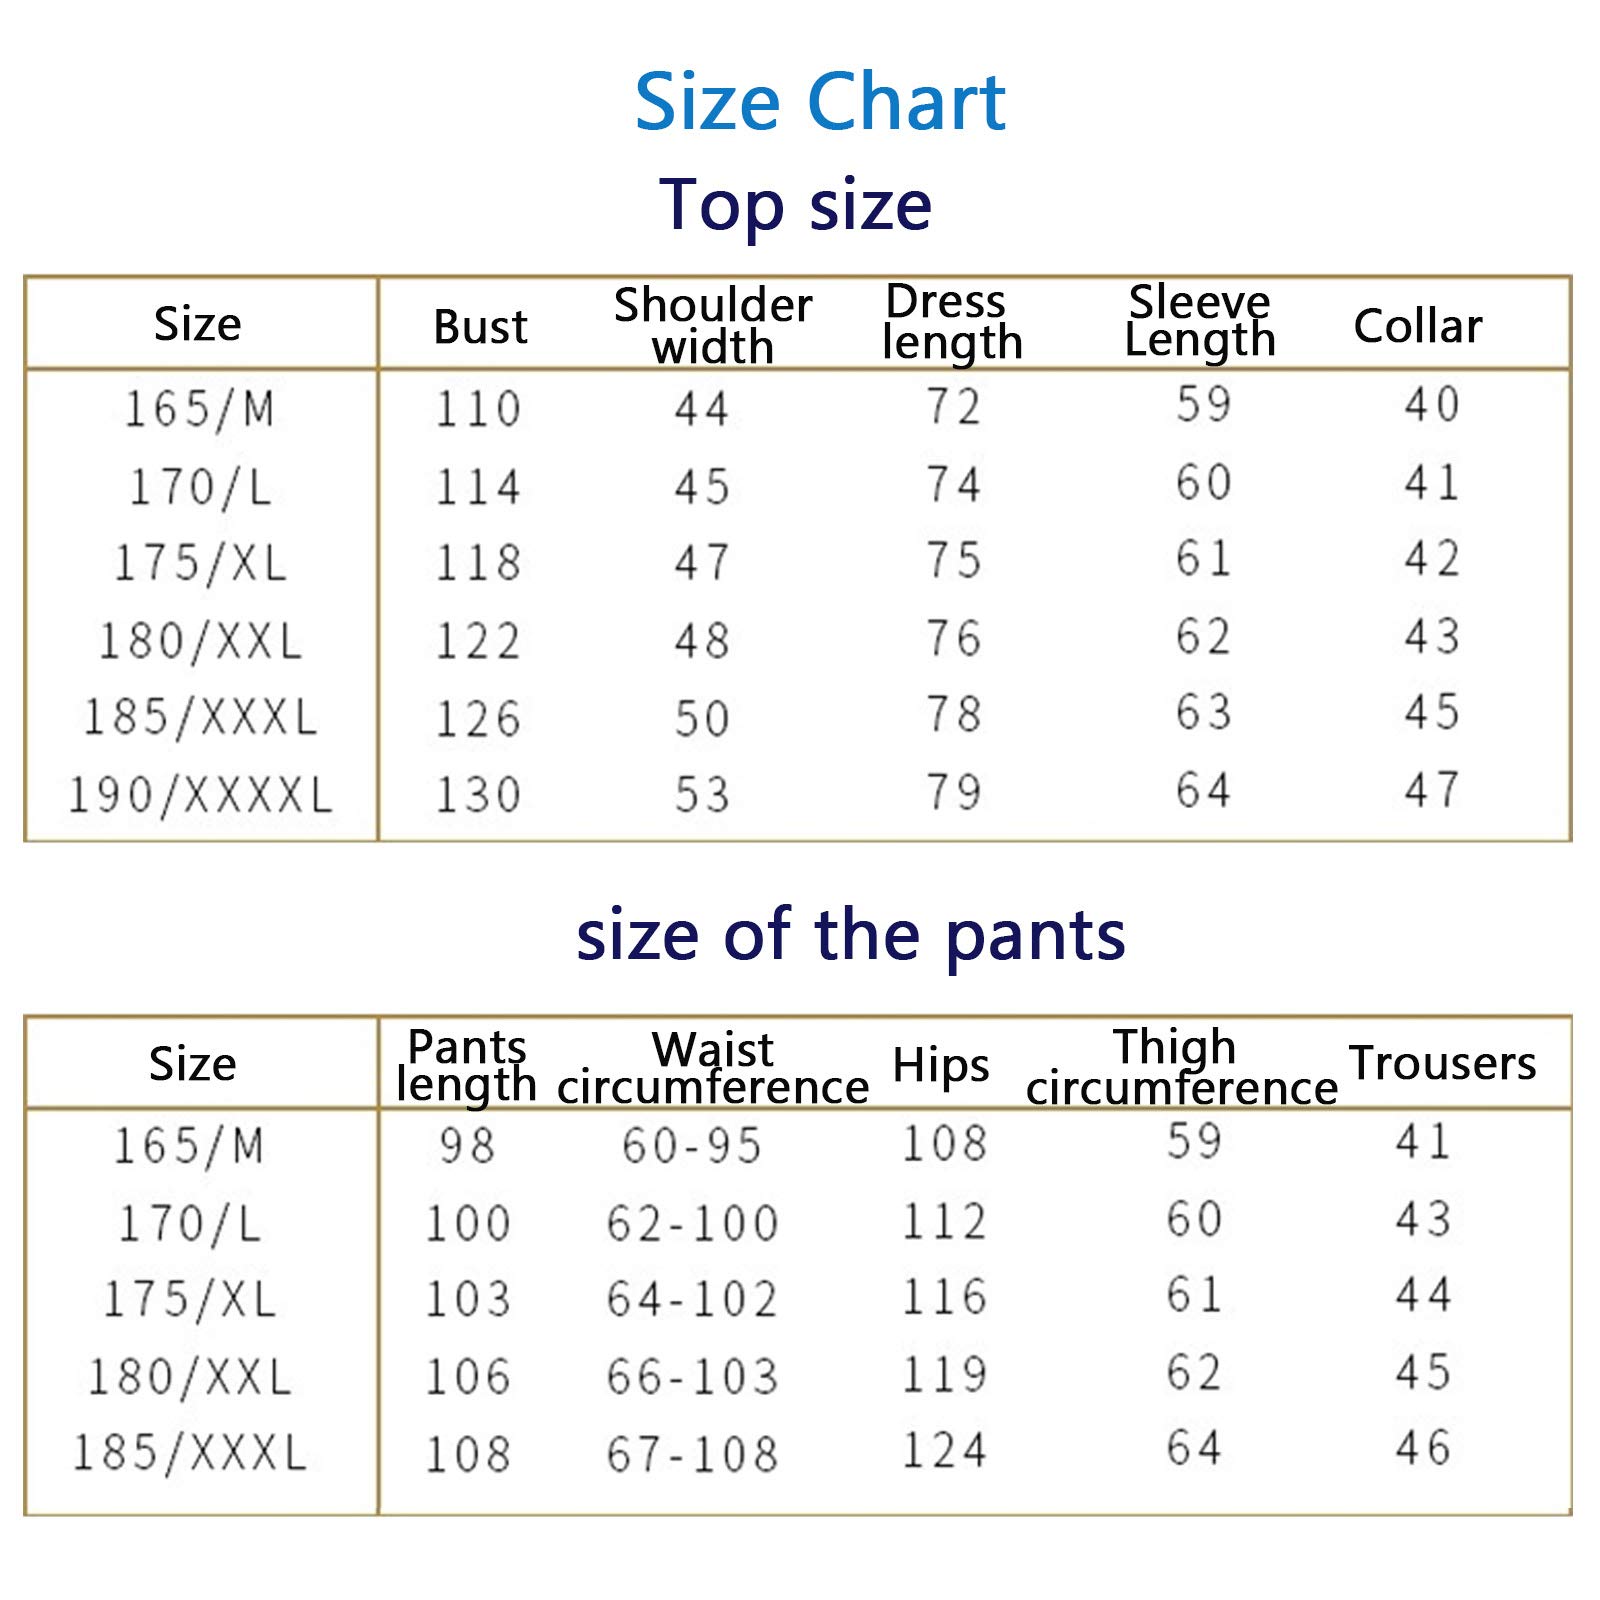 Size Chart
Top size
Size Bust Shoulder width Dress length Sleeve Length Collar
165/M 110 44 72 59 40
170/L 114 45 74 60 41
175/XL 118 47 75 61 42
180/XXL 122 48 76 62 43
185/XXXL 126 50 78 63 45
190/XXXXL 130 53 79 64 47
size of the pants
Size Pants length Waist circumference Hips Thigh circumference Trousers
165/M 98 60-95 108 59 41
170/L 100 62-100 112 60 43
175/XL 103 64-102 116 61 44
180/XXL 106 66-103 119 62 45
185/XXXL 108 67-108 124 64 46